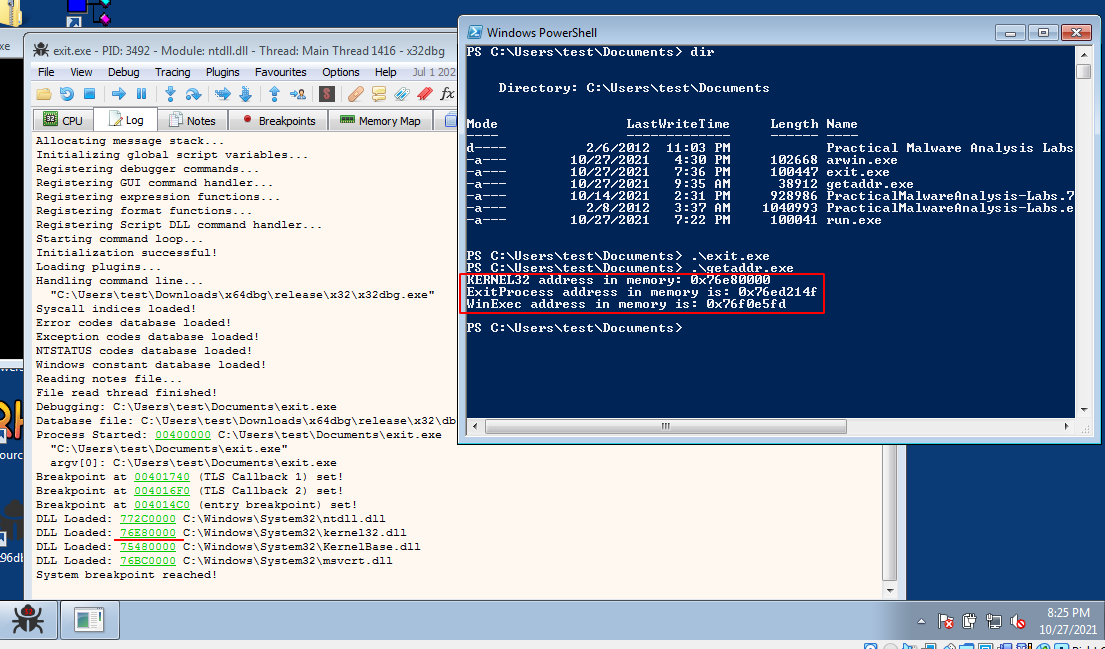 exit.exe - PID: 3492 - Module: ntdll.dll - Thread: Main Thread 1416 - x32dbg
File View Debug Tracing Plugins Favourites Options Help Jul 1 202
CPU Log Notes Breakpoints Memory Map
Allocating message stack...
Initializing global script variables...
Registering debugger commands...
Registering GUI command handler...
Registering expression functions...
Registering format functions...
Registering Script DLL command handler...
Starting command loop...
Initialization successful!
Loading plugins...
Handling command line...
"C:\Users\test\Downloads\x64dbg\release\x32\x32dbg.exe"
Syscall indices loaded!
Error codes database loaded!
Exception codes database loaded!
NTSTATUS codes database loaded!
Windows constant database loaded!
Reading notes file...
File read thread finished!
Debugging: C:\Users\test\Documents\exit.exe
Database file: C:\Users\test\Downloads\x64dbg\release\x32\db
Process Started: 00400000 C:\Users\test\Documents\exit.exe
"C:\Users\test\Documents\exit.exe"
argv[0]: C:\Users\test\Documents\exit.exe
Breakpoint at 00401740 (TLS Callback 1) set!
Breakpoint at 004016F0 (TLS Callback 2) set!
Breakpoint at 004014C0 (entry breakpoint) set!
DLL Loaded: 772C0000 C:\Windows\System32\ntdll.dll
DLL Loaded: 76E80000 C:\Windows\System32\kernel32.dll
DLL Loaded: 75480000 C:\Windows\System32\KernelBase.dll
DLL Loaded: 76BC0000 C:\Windows\System32\msvcrt.dll
System breakpoint reached!
Windows PowerShell
PS C:\Users\test\Documents> dir
Directory: C:\Users\test\Documents
Mode LastWriteTime Length Name
---- ------------- ------ ----
d---- 2/6/2012 11:03 PM Practical Malware Analysis Labs
-a--- 10/27/2021 4:30 PM 102668 arwin.exe
-a--- 10/27/2021 7:36 PM 100447 exit.exe
-a--- 10/27/2021 9:35 AM 38912 getaddr.exe
-a--- 10/14/2021 2:31 PM 928986 PracticalMalwareAnalysis-Labs.7
-a--- 2/8/2012 3:37 AM 1040993 PracticalMalwareAnalysis-Labs.e
-a--- 10/27/2021 7:22 PM 100041 run.exe
PS C:\Users\test\Documents> .\exit.exe
PS C:\Users\test\Documents> .\getaddr.exe
KERNEL32 address in memory: 0x76e80000
ExitProcess address in memory is: 0x76ed214f
WinExec address in memory is: 0x76f0e5fd
PS C:\Users\test\Documents>
8:25 PM
10/27/2021